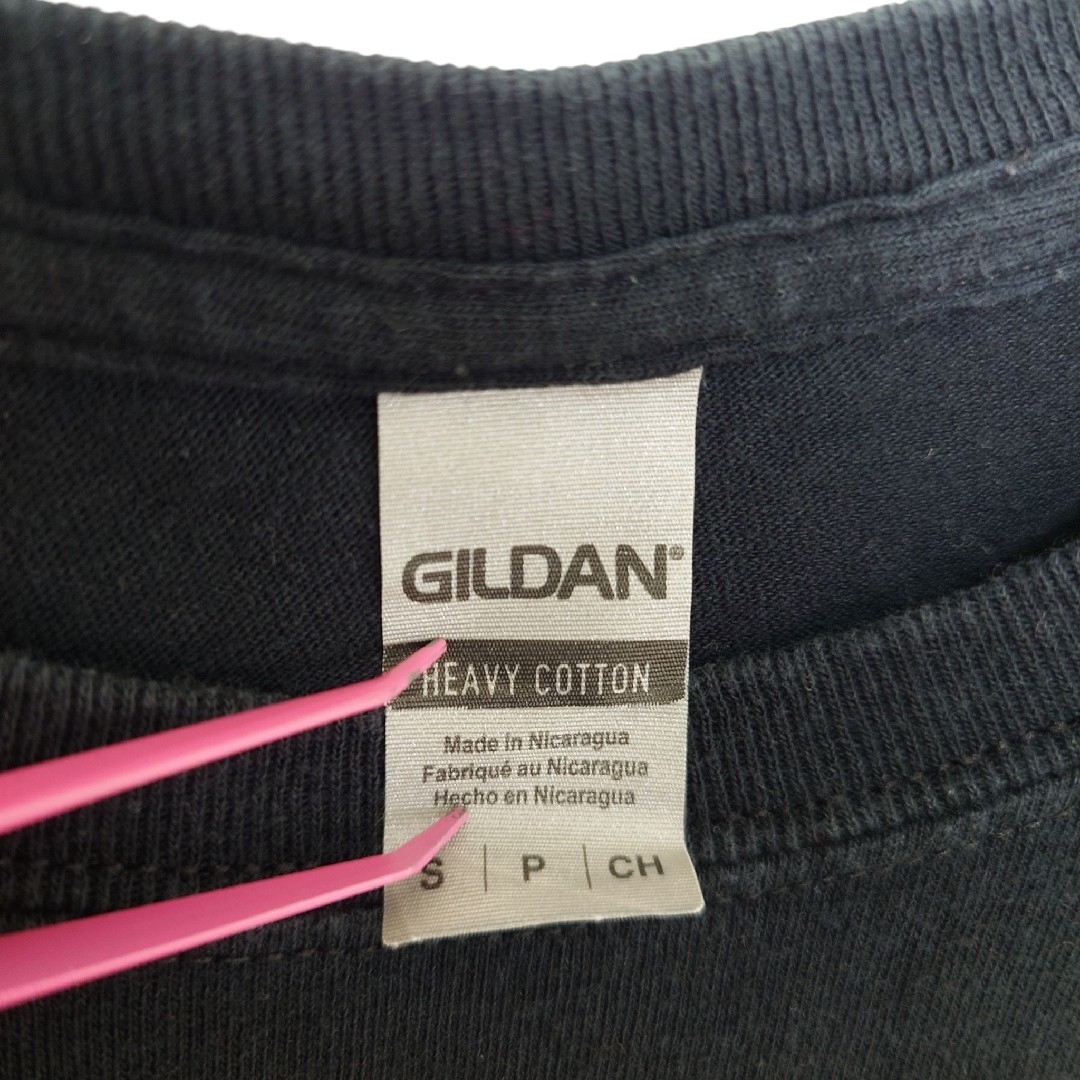 GILDAN®
HEAVY COTTON
Made in Nicaragua
Fabriqué au Nicaragua
Hecho en Nicaragua
S | P | CH